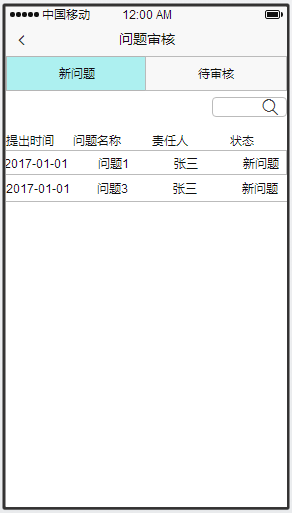 中国移动 12:00 AM
问题审核
新问题 待审核
提出时间 问题名称 责任人 状态
2017-01-01 问题1 张三 新问题
2017-01-01 问题3 张三 新问题